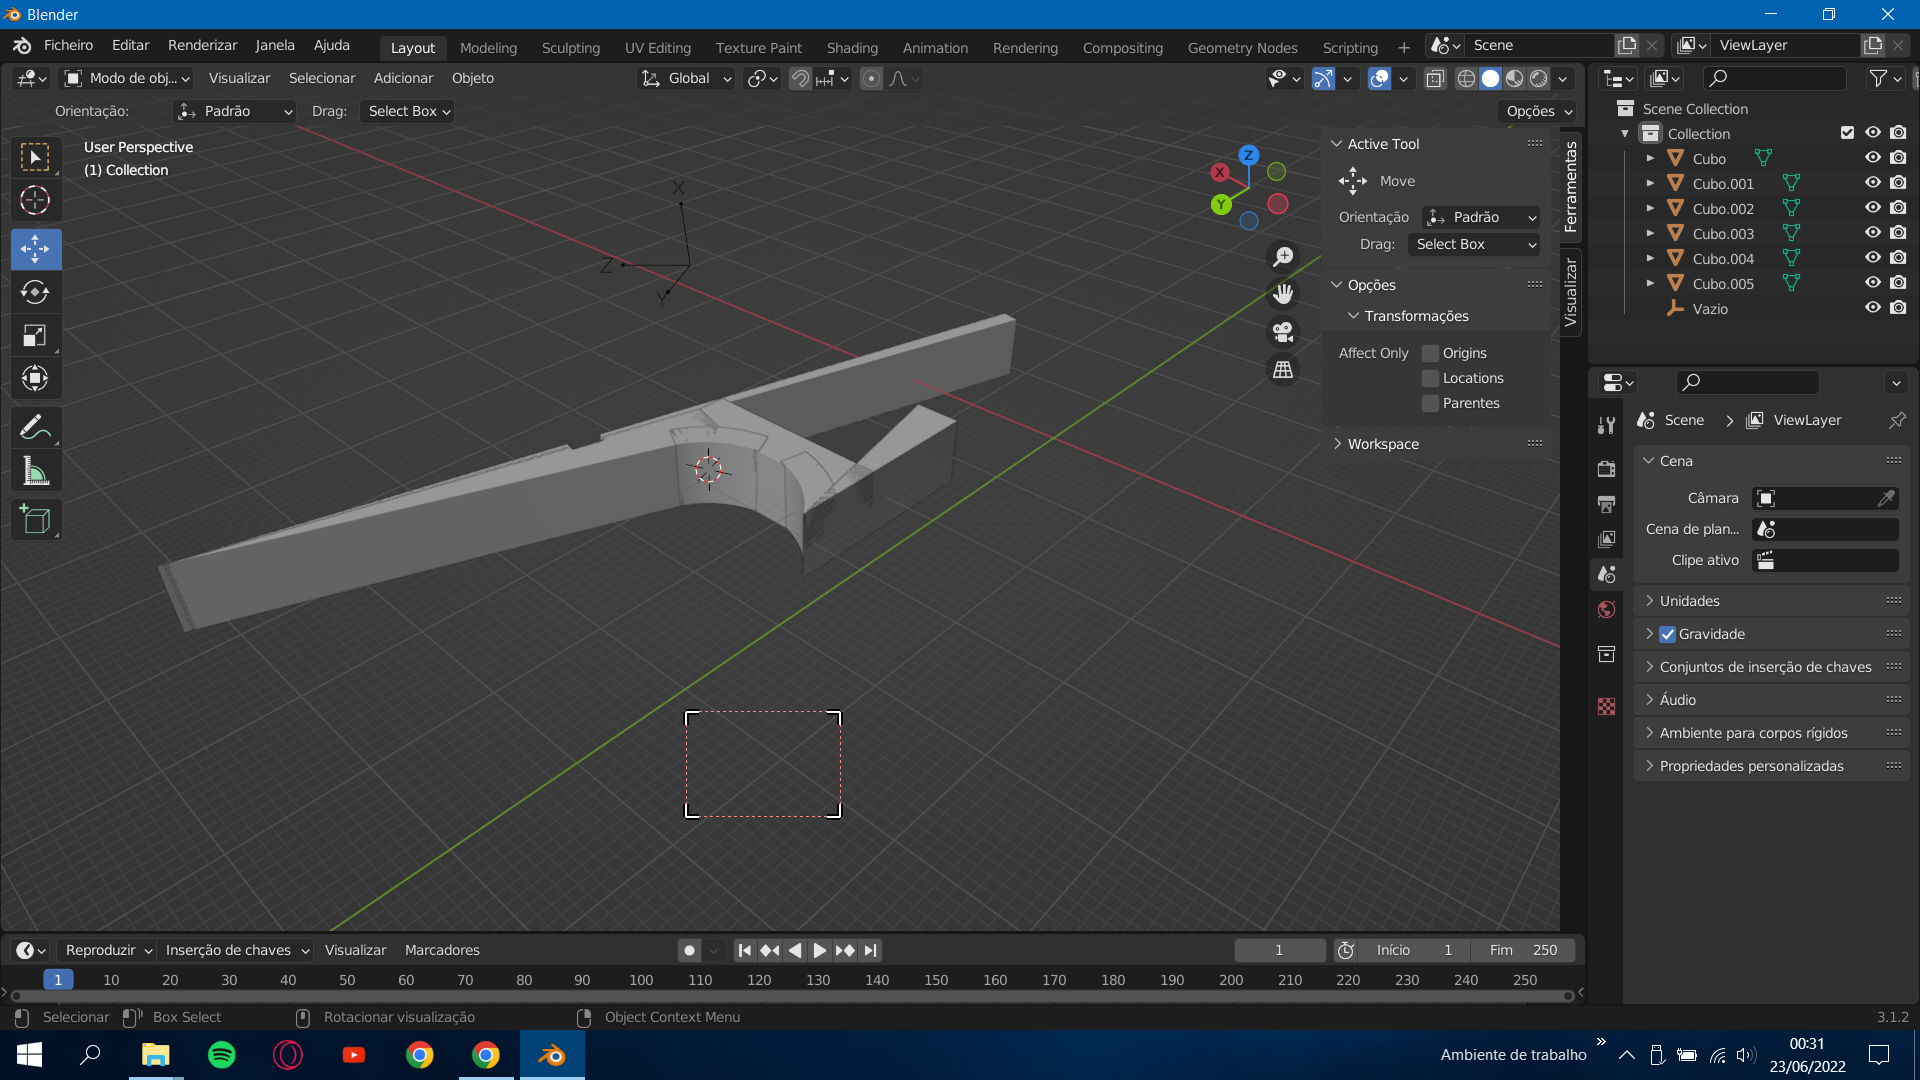 Blender
Ficheiro Editar Renderizar Janela Ajuda Layout Modeling Sculpting UV Editing Texture Paint Shading Animation Rendering Compositing Geometry Nodes Scripting + Scene ViewLayer
Modo de obj... Visualizar Selecionar Adicionar Objeto Global
Orientação: Padrão Drag: Select Box Opções
User Perspective
(1) Collection
X
Z
Y
Z
X
Y
Active Tool
Move
Orientação Padrão
Drag: Select Box
Opções
Transformações
Affect Only Origins
Locations
Parentes
Workspace
Ferramentas
Visualizar
Scene Collection
Collection
Cubo
Cubo.001
Cubo.002
Cubo.003
Cubo.004
Cubo.005
Vazio
Scene ViewLayer
Cena
Câmara
Cena de plan...
Clipe ativo
Unidades
Gravidade
Conjuntos de inserção de chaves
Áudio
Ambiente para corpos rígidos
Propriedades personalizadas
Reproduzir Inserção de chaves Visualizar Marcadores 1 Início 1 Fim 250
1 10 20 30 40 50 60 70 80 90 100 110 120 130 140 150 160 170 180 190 200 210 220 230 240 250
Selecionar Box Select Rotacionar visualização Object Context Menu 3.1.2
Ambiente de trabalho
00:31
23/06/2022